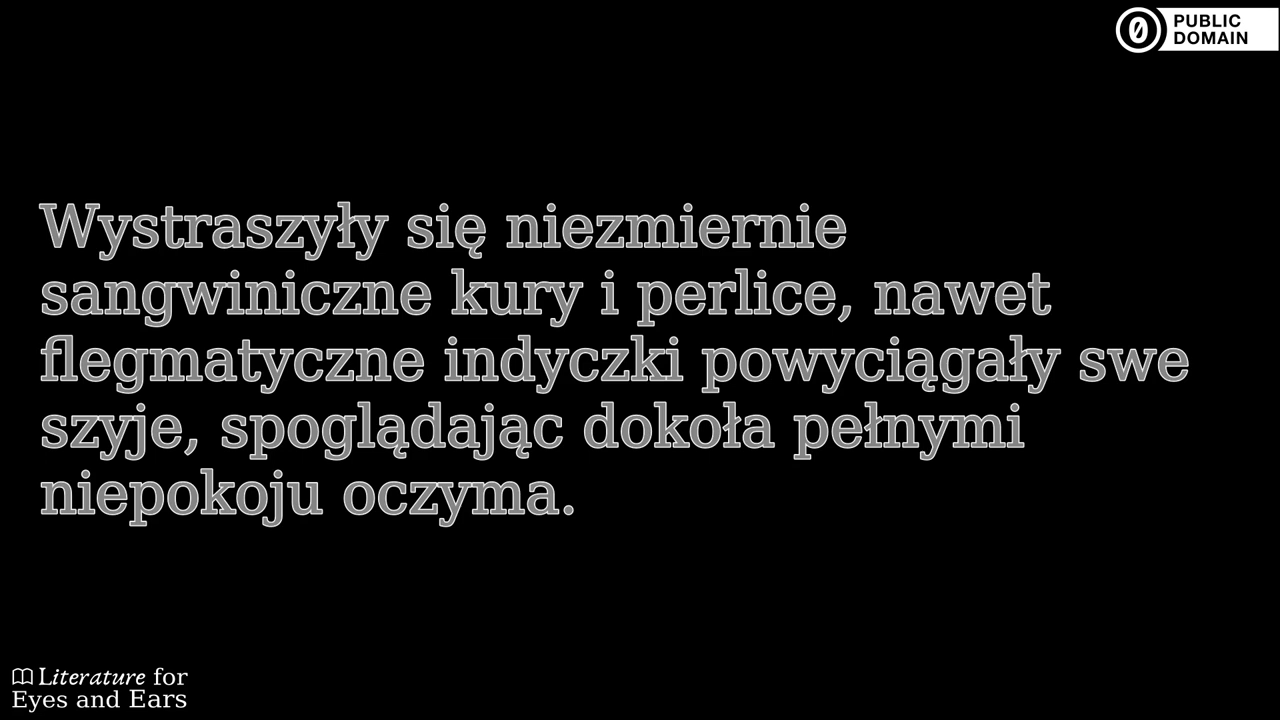 PUBLIC
DOMAIN
Wystraszyły się niezmiernie
sangwiniczne kury i perlice, nawet
flegmatyczne indyczki powyciągały swe
szyje, spoglądając dokoła pełnymi
niepokoju oczyma.
Literature for
Eyes and Ears